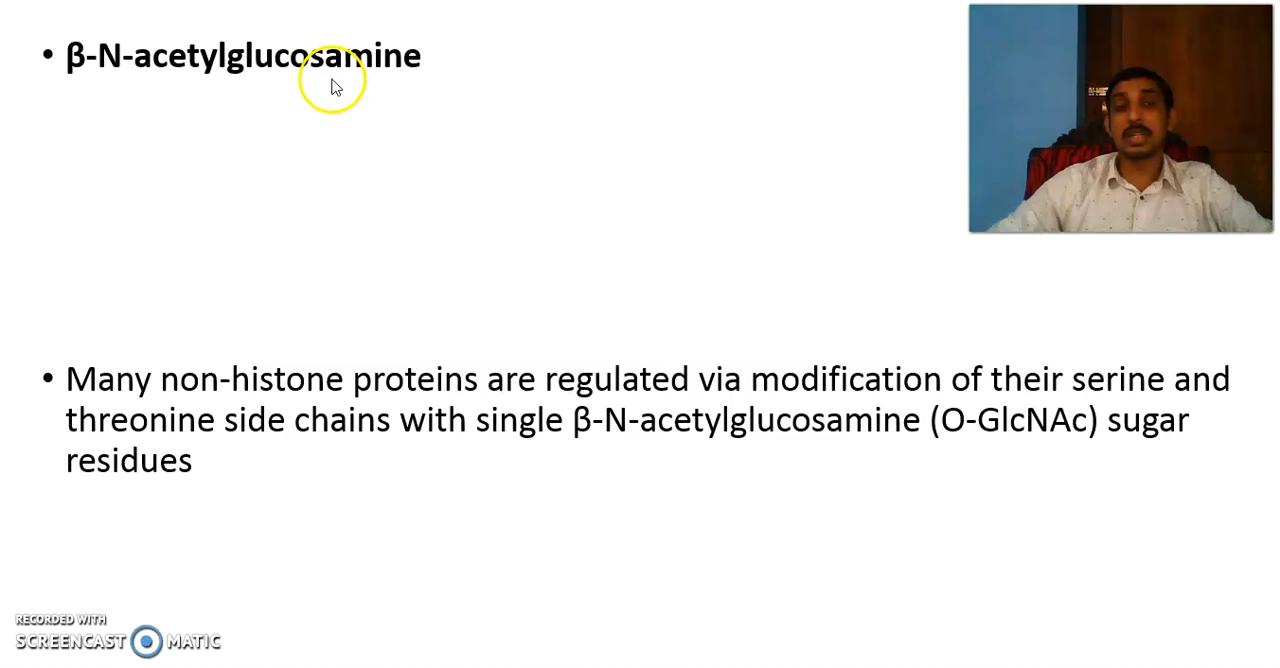 • β-N-acetylglucosamine
• Many non-histone proteins are regulated via modification of their serine and
threonine side chains with single β-N-acetylglucosamine (O-GlcNAc) sugar
residues
RECORDED WITH
SCREENCAST MATIC